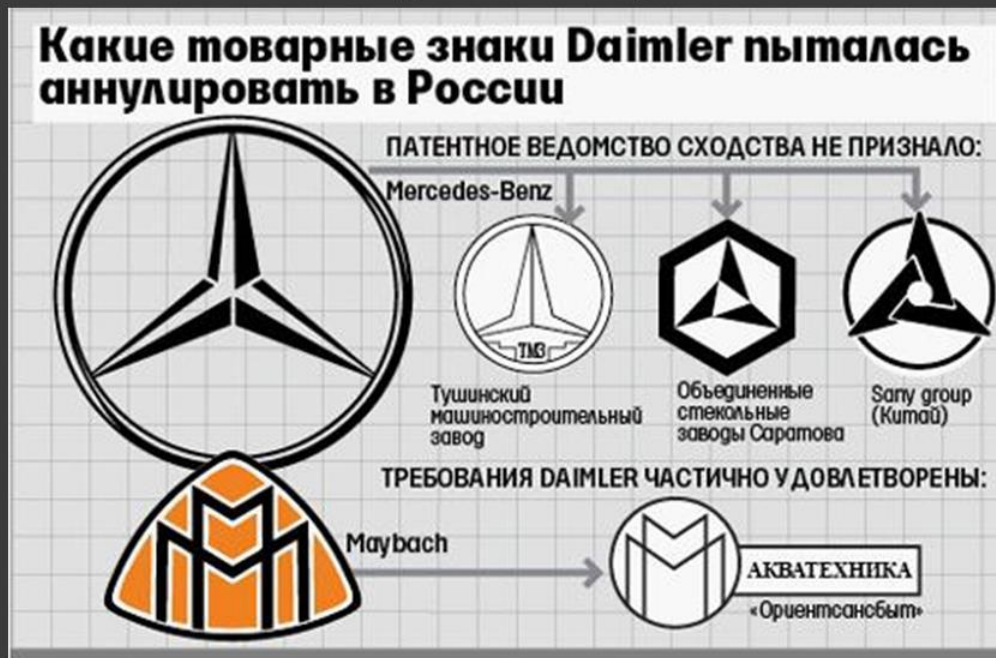 Какие товарные знаки Daimler пыталась
аннулировать в России
ПАТЕНТНОЕ ВЕДОМСТВО СХОДСТВА НЕ ПРИЗНАЛО:
Mercedes-Benz
ТМЗ
Тушинский
машиностроительный
завод
Объединенные
стекольные
заводы Саратова
Sany group
(Китай)
ТРЕБОВАНИЯ DAIMLER ЧАСТИЧНО УДОВЛЕТВОРЕНЫ:
Maybach
АКВАТЕХНИКА
«Ориентсансбыт»